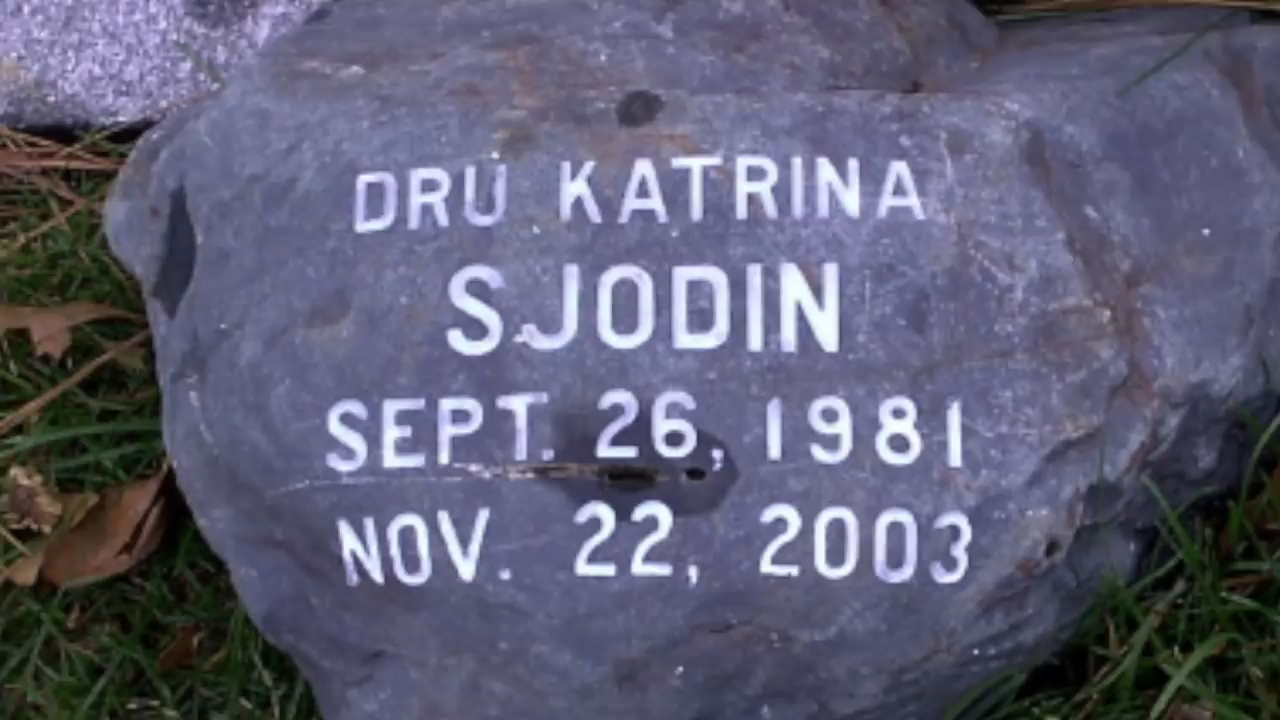 DRU KATRINA
SJODIN
SEPT. 26, 1981
NOV. 22, 2003